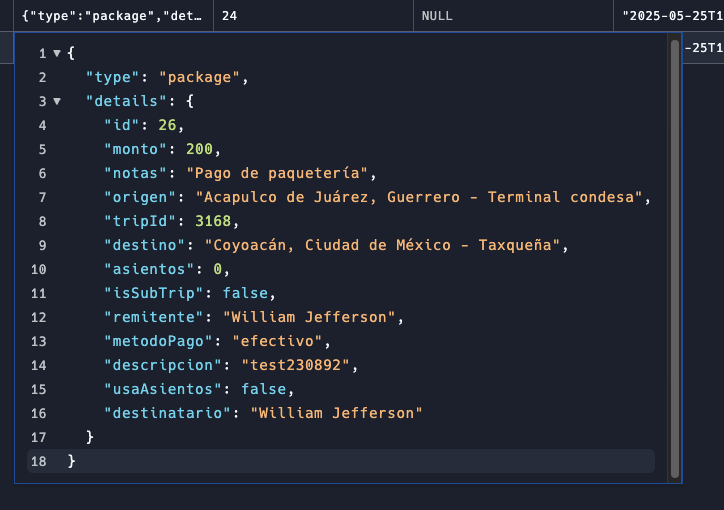 {"type":"package","det… 24 NULL "2025-05-25T1
-25T1
1 ▼ {
2 "type": "package",
3 ▼ "details": {
4 "id": 26,
5 "monto": 200,
6 "notas": "Pago de paquetería",
7 "origen": "Acapulco de Juárez, Guerrero - Terminal condesa",
8 "tripId": 3168,
9 "destino": "Coyoacán, Ciudad de México - Taxqueña",
10 "asientos": 0,
11 "isSubTrip": false,
12 "remitente": "William Jefferson",
13 "metodoPago": "efectivo",
14 "descripcion": "test230892",
15 "usaAsientos": false,
16 "destinatario": "William Jefferson"
17 }
18 }